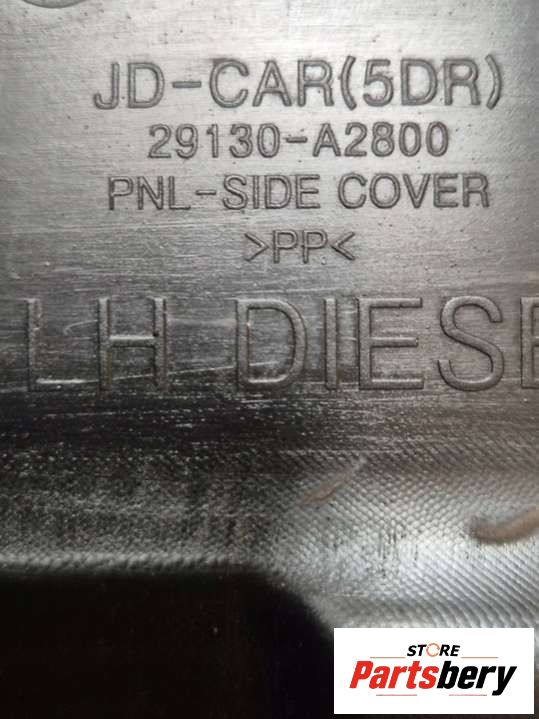 JD-CAR(5DR)
29130-A2800
PNL-SIDE COVER
>PP<
LH DIESE
STORE
Partsbery